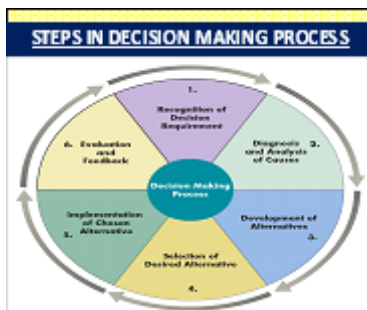 STEPS IN DECISION MAKING PROCESS
1.
Recognition of
Decision
Requirement
Diagnosis
and Analysis
of Causes
2.
Development of
Alternatives
3.
Selection of
Desired Alternative
4.
Implementation
of Chosen
Alternative
5.
6. Evaluation
and
Feedback
Decision Making
Process